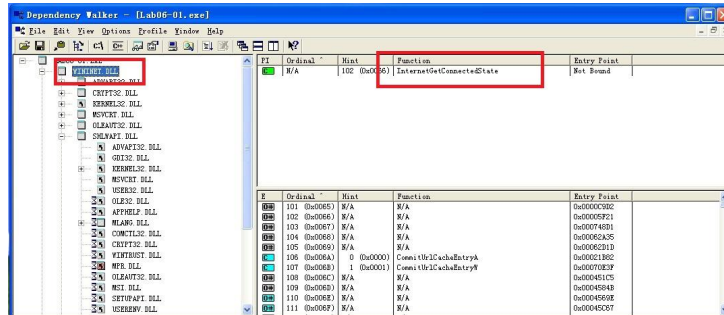 Dependency Walker - [Lab06-01.exe]
File Edit View Options Profile Window Help
WININET.DLL
ADVAPI32.DLL
CRYPT32.DLL
KERNEL32.DLL
MSVCRT.DLL
OLEAUT32.DLL
SHLWAPI.DLL
ADVAPI32.DLL
GDI32.DLL
KERNEL32.DLL
MSVCRT.DLL
USER32.DLL
OLE32.DLL
APPHELP.DLL
MLANG.DLL
COMCTL32.DLL
CRYPT32.DLL
WINTRUST.DLL
MPR.DLL
OLEAUT32.DLL
MSI.DLL
SETUPAPI.DLL
USERENV.DLL
PI Ordinal ^ Hint Function Entry Point
C N/A 102 (0x0066) InternetGetConnectedState Not Bound
E Ordinal ^ Hint Function Entry Point
O# 101 (0x0065) N/A N/A 0x0000C9D2
O# 102 (0x0066) N/A N/A 0x00005F21
O# 103 (0x0067) N/A N/A 0x000748D1
O# 104 (0x0068) N/A N/A 0x00062A35
O# 105 (0x0069) N/A N/A 0x00062D1D
C 106 (0x006A) 0 (0x0000) CommitUrlCacheEntryA 0x00021B82
C 107 (0x006B) 1 (0x0001) CommitUrlCacheEntryW 0x00070E3F
O# 108 (0x006C) N/A N/A 0x000451C5
O# 109 (0x006D) N/A N/A 0x0004584B
O# 110 (0x006E) N/A N/A 0x0004569E
O# 111 (0x006F) N/A N/A 0x00045C67